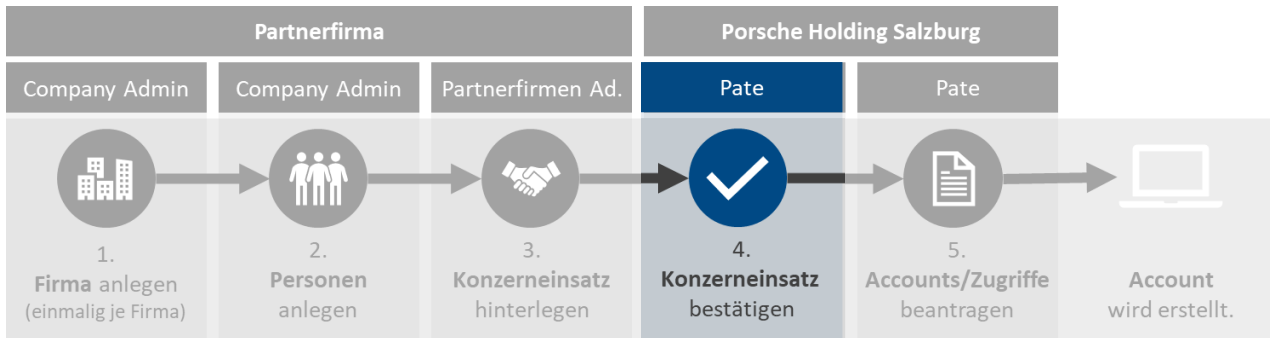 Partnerfirma
Porsche Holding Salzburg
Company Admin
Company Admin
Partnerfirmen Ad.
Pate
Pate
1.
Firma anlegen
(einmalig je Firma)
2.
Personen
anlegen
3.
Konzerneinsatz
hinterlegen
4.
Konzerneinsatz
bestätigen
5.
Accounts/Zugriffe
beantragen
Account
wird erstellt.